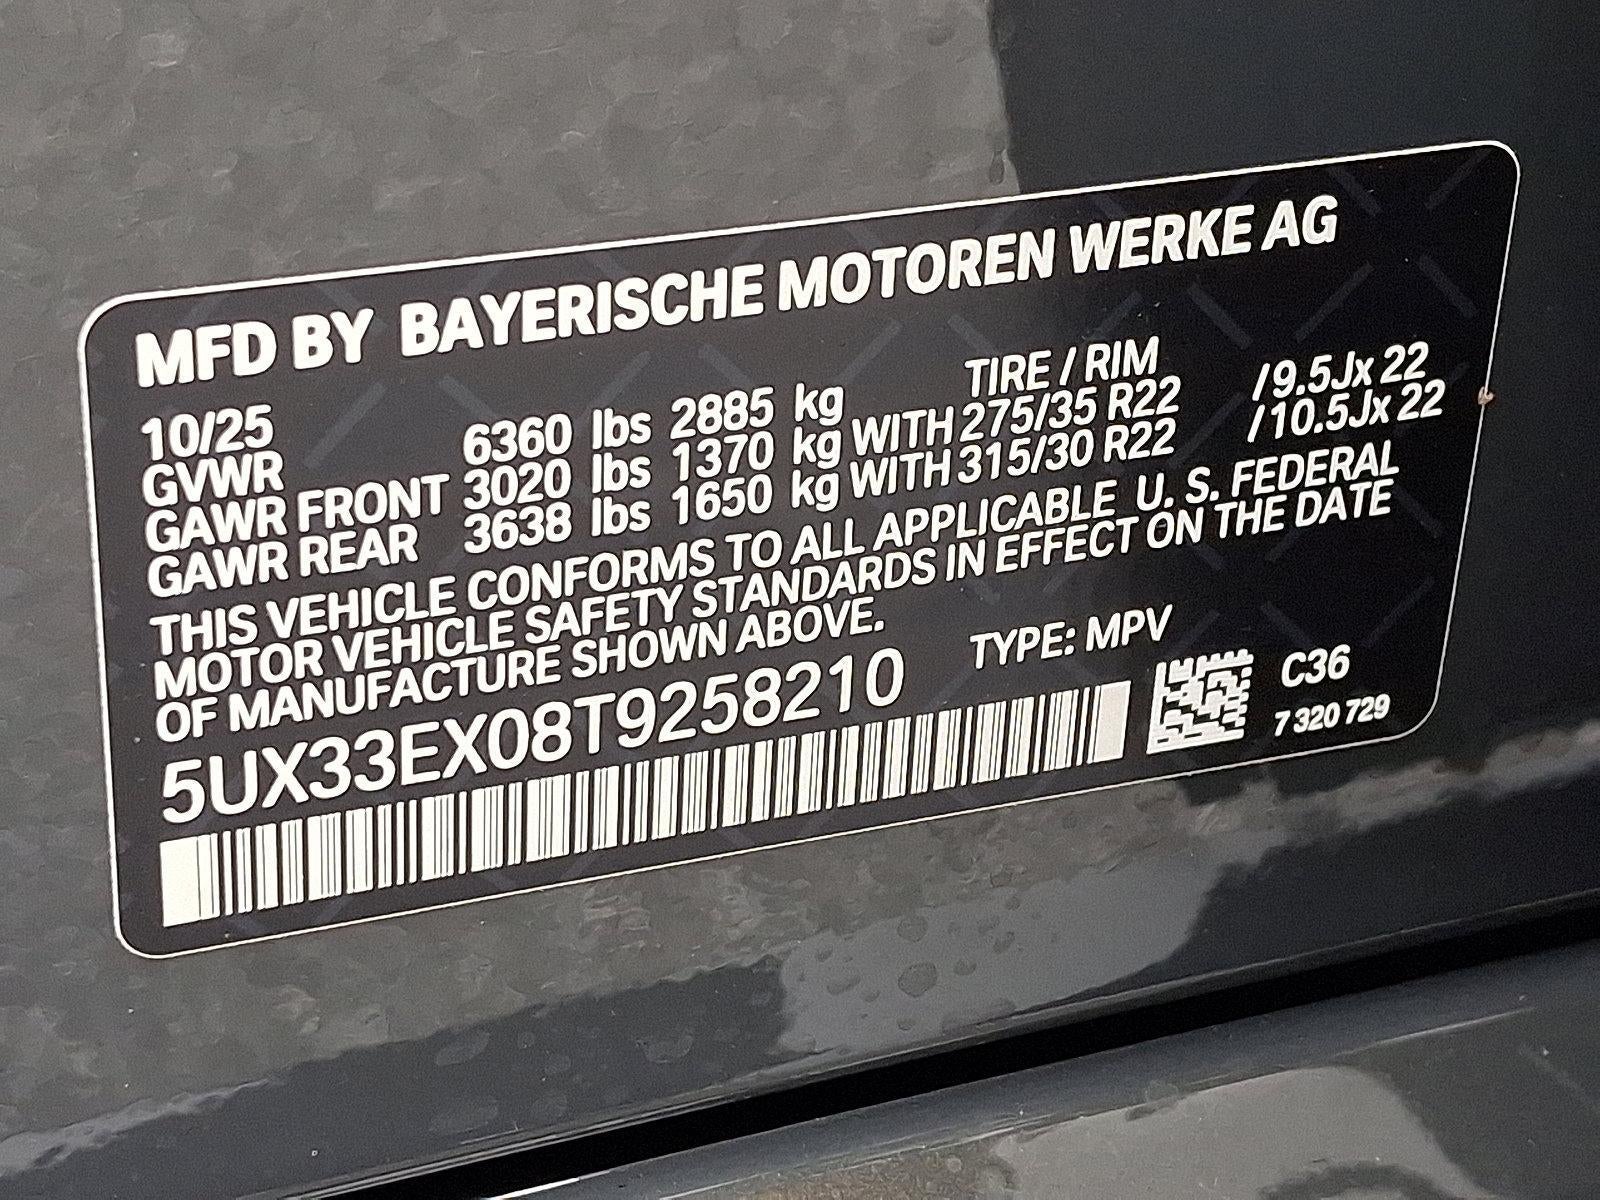 MFD BY BAYERISCHE MOTOREN WERKE AG
10/25 TIRE / RIM
GVWR 6360 lbs 2885 kg
GAWR FRONT 3020 lbs 1370 kg WITH 275/35 R22 /9.5Jx 22
GAWR REAR 3638 lbs 1650 kg WITH 315/30 R22 /10.5Jx 22
THIS VEHICLE CONFORMS TO ALL APPLICABLE U. S. FEDERAL
MOTOR VEHICLE SAFETY STANDARDS IN EFFECT ON THE DATE
OF MANUFACTURE SHOWN ABOVE.
5UX33EX08T9258210 TYPE: MPV
C36
7 320 729